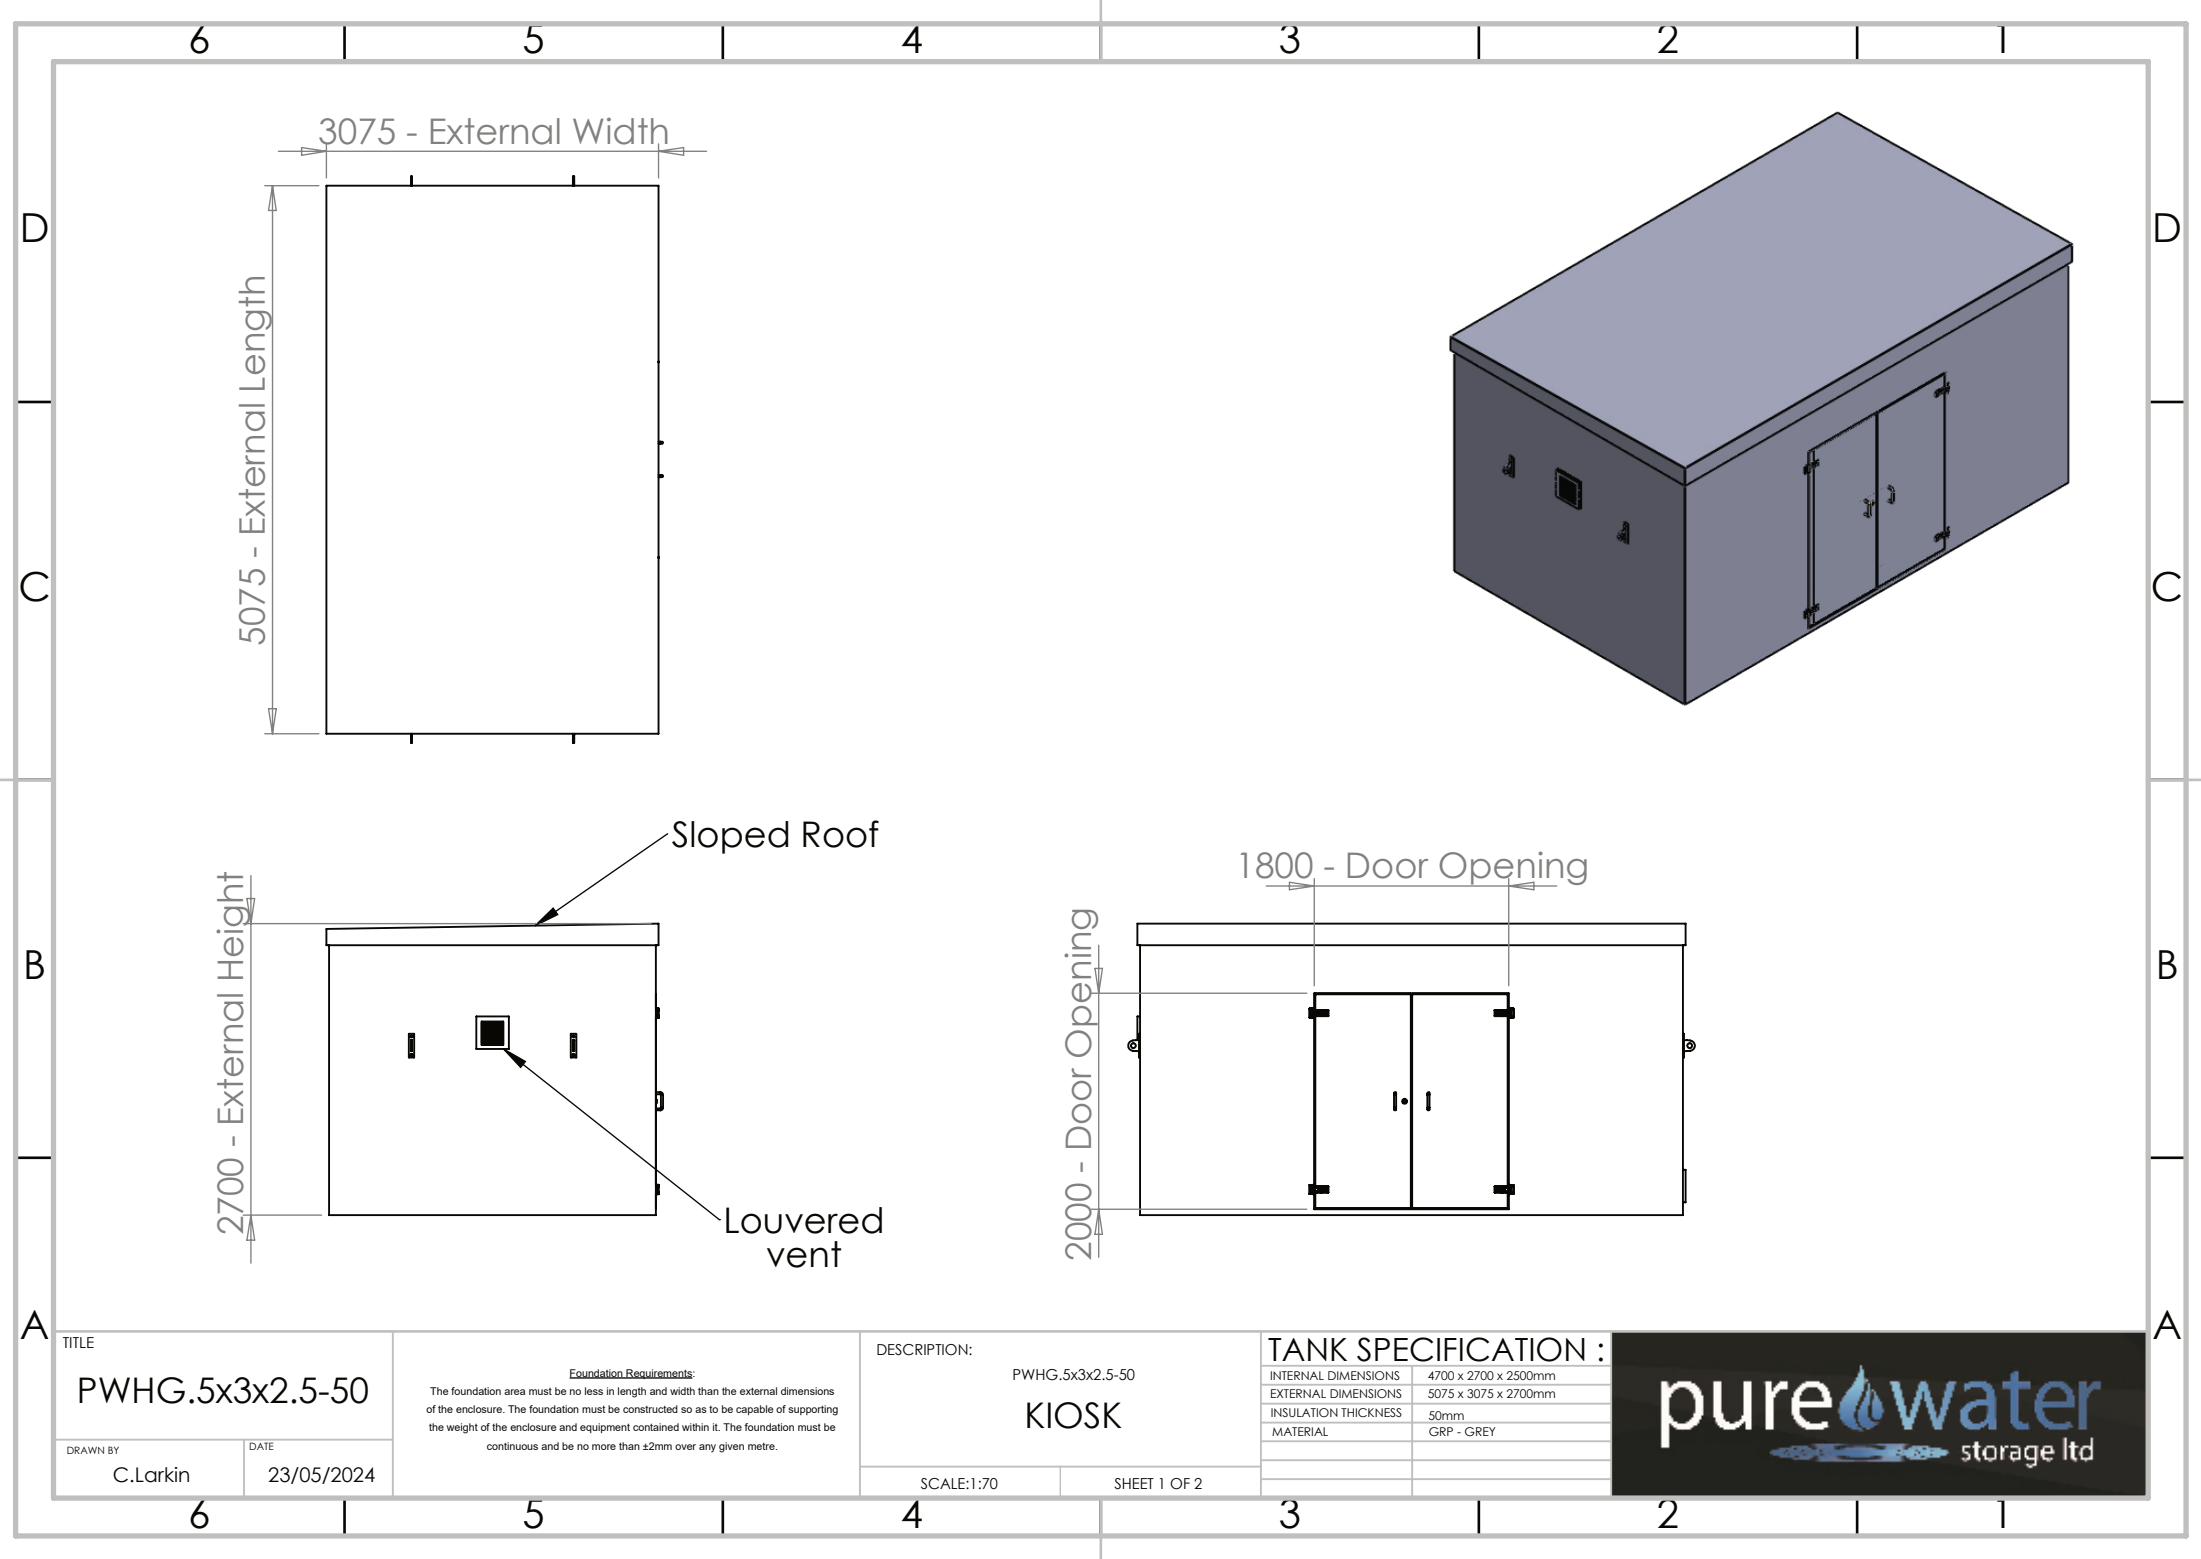 6 5 4 3 2 1
D D
C C
B B
A A
3075 - External Width
5075 - External Length
Sloped Roof
2700 - External Height
Louvered
vent
1800 - Door Opening
2000 - Door Opening
TITLE
PWHG.5x3x2.5-50
DRAWN BY
C.Larkin
DATE
23/05/2024
Foundation Requirements:
The foundation area must be no less in length and width than the external dimensions
of the enclosure. The foundation must be constructed so as to be capable of supporting
the weight of the enclosure and equipment contained within it. The foundation must be
continuous and be no more than ±2mm over any given metre.
DESCRIPTION:
PWHG.5x3x2.5-50
KIOSK
SCALE:1:70
SHEET 1 OF 2
TANK SPECIFICATION :
INTERNAL DIMENSIONS 4700 x 2700 x 2500mm
EXTERNAL DIMENSIONS 5075 x 3075 x 2700mm
INSULATION THICKNESS 50mm
MATERIAL GRP - GREY
pure water
storage ltd
6 5 4 3 2 1